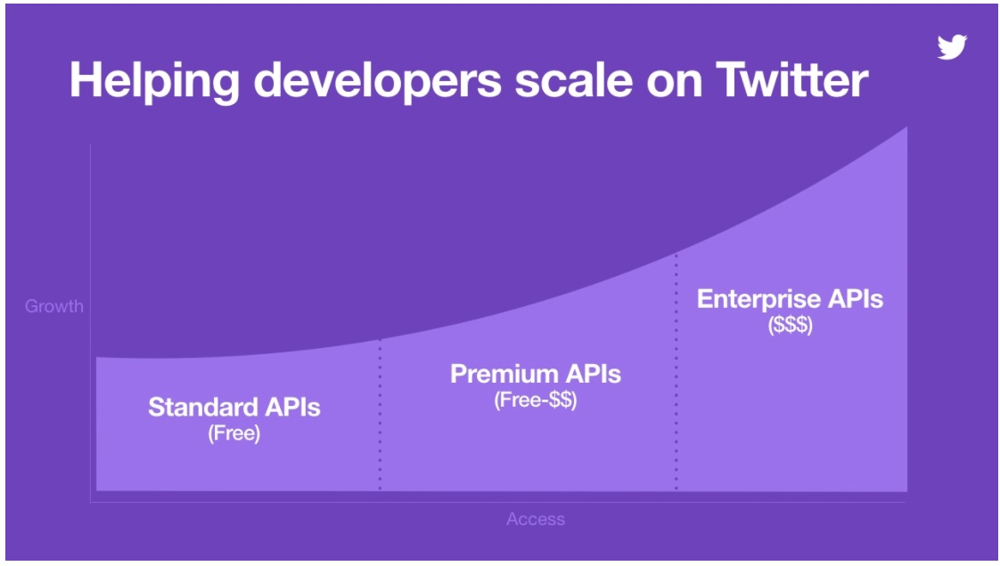 Helping developers scale on Twitter
Growth
Standard APIs
(Free)
Premium APIs
(Free-$$)
Enterprise APIs
($$$)
Access